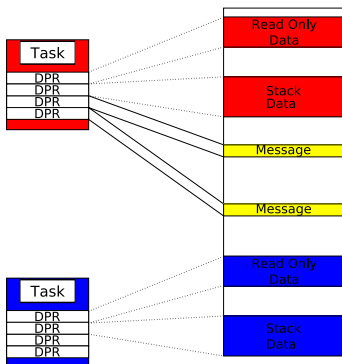 Task
DPR
DPR
DPR
DPR
Read Only
Data
Stack
Data
Message
Message
Task
DPR
DPR
DPR
DPR
Read Only
Data
Stack
Data